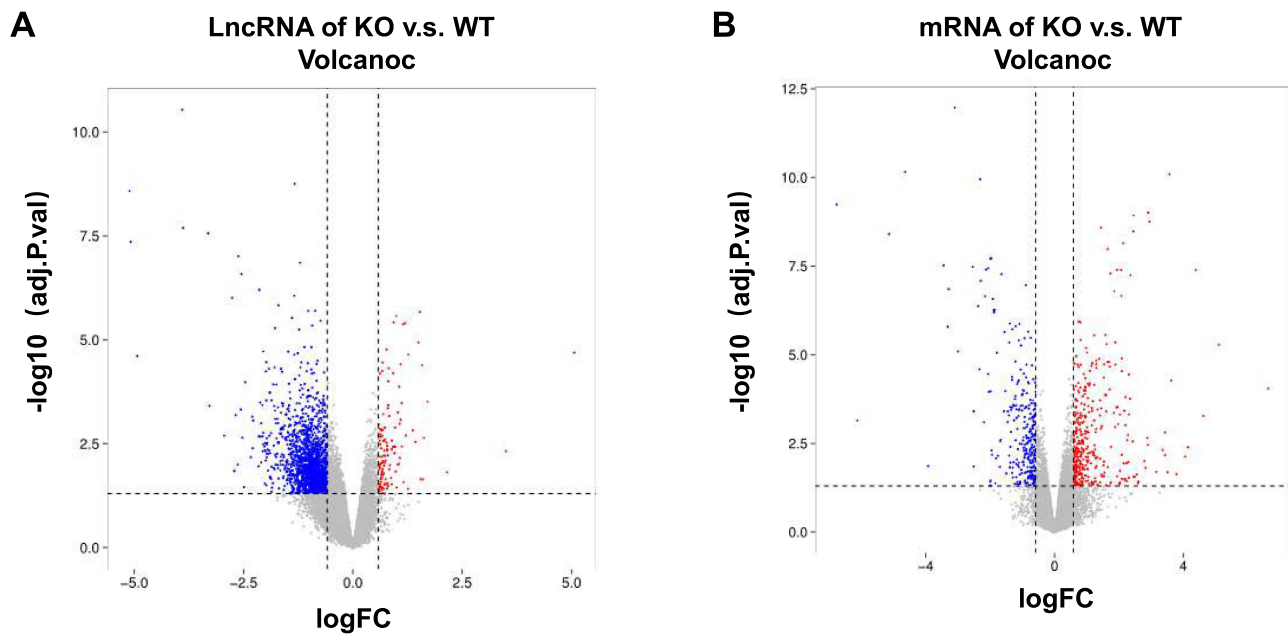 A
LncRNA of KO v.s. WT
Volcanoc
10.0
7.5
5.0
2.5
0.0
-log10 (adj.P.val)
−5.0
−2.5
0.0
2.5
5.0
logFC
B
mRNA of KO v.s. WT
Volcanoc
12.5
10.0
7.5
5.0
2.5
0.0
-log10 (adj.P.val)
−4
0
4
logFC